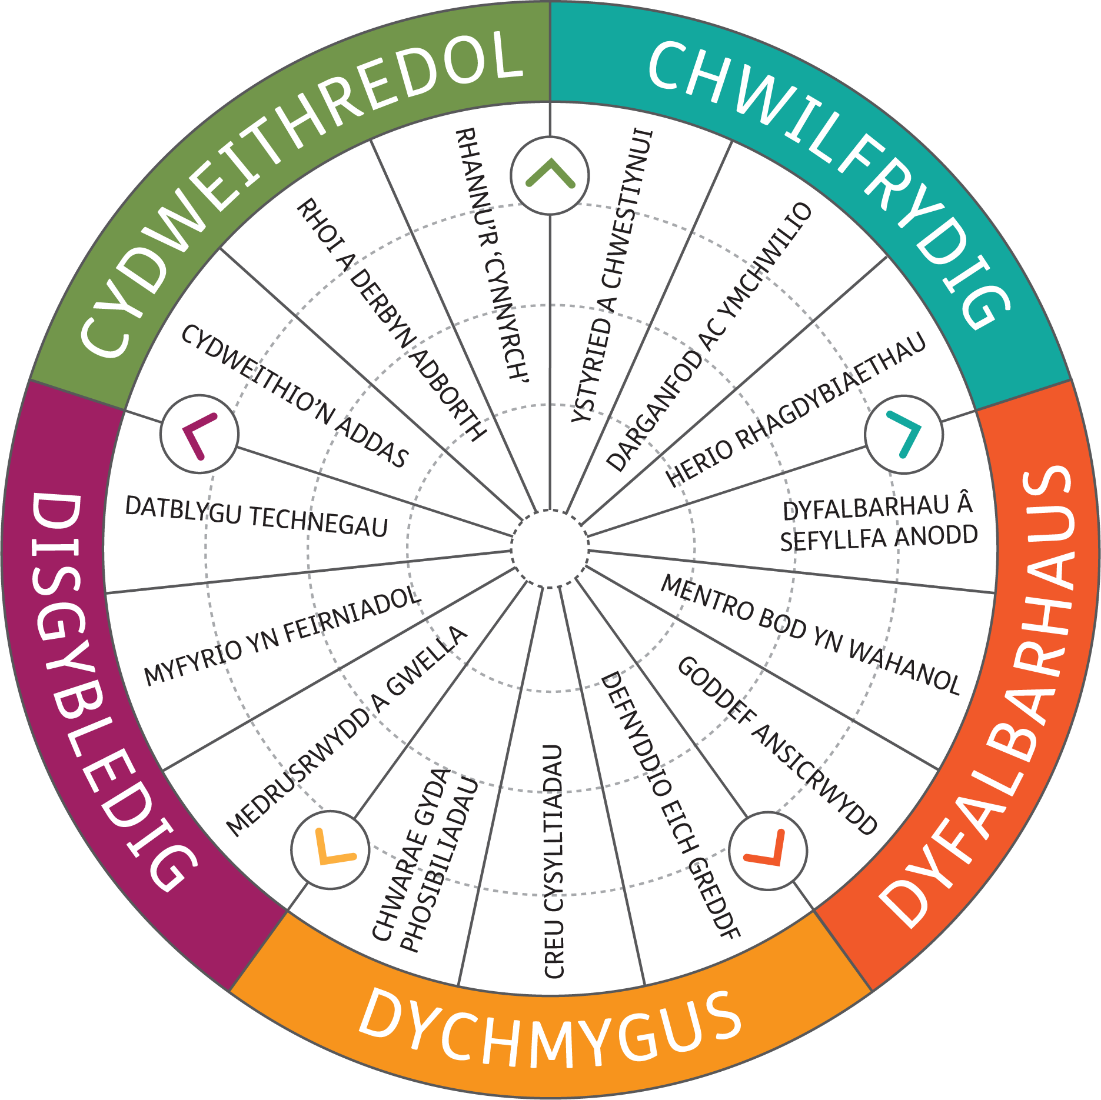 CHWILFRYDIG
YSTYRIED A CHWESTIYNUI
DARGANFOD AC YMCHWILIO
HERIO RHAGDYBIAETHAU
DYFALBARHAUS
DYFALBARHAU Â
SEFYLLFA ANODD
MENTRO BOD YN WAHANOL
GODDEF ANSICRWYDD
DYCHMYGUS
DEFNYDDIO EICH GREDDF
CREU CYSYLLTIADAU
CHWARAE GYDA
PHOSIBILIADAU
DISGYBLEDIG
MEDRUSRWYDD A GWELLA
MYFYRIO YN FEIRNIADOL
DATBLYGU TECHNEGAU
CYDWEITHREDOL
CYDWEITHIO’N ADDAS
RHOI A DERBYN ADBORTH
RHANNU’R ‘CYNNYRCH’